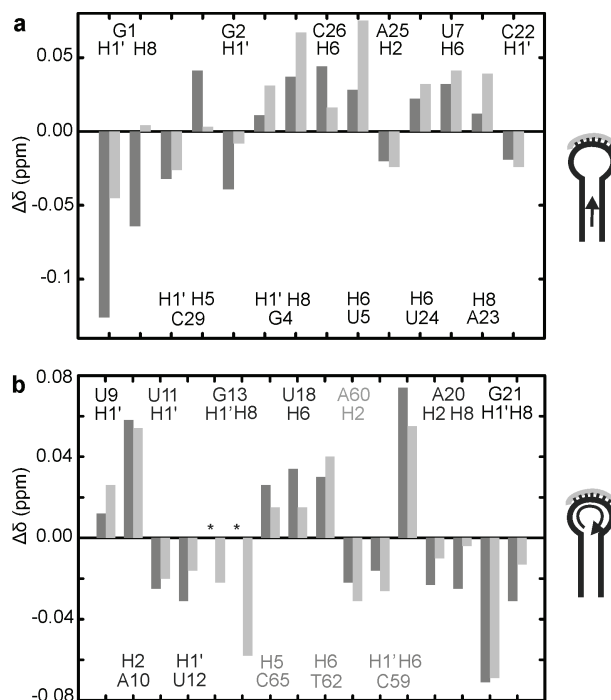 a
G1 G2 C26 A25 U7 C22
H1' H8 H1' H6 H2 H6 H1'
0.05
0.00
-0.05
-0.1
Δδ (ppm)
H1' H5 H1' H8 H6 H6 H8
C29 G4 U5 U24 A23
b
0.08
U9 U11 G13 U18 A60 A20 G21
H1' H1' H1' H8 H6 H2 H2 H8 H1' H8
0.04
* *
0.00
-0.04
-0.08
Δδ (ppm)
H2 H1' H5 H6 H1' H6
A10 U12 C65 T62 C59